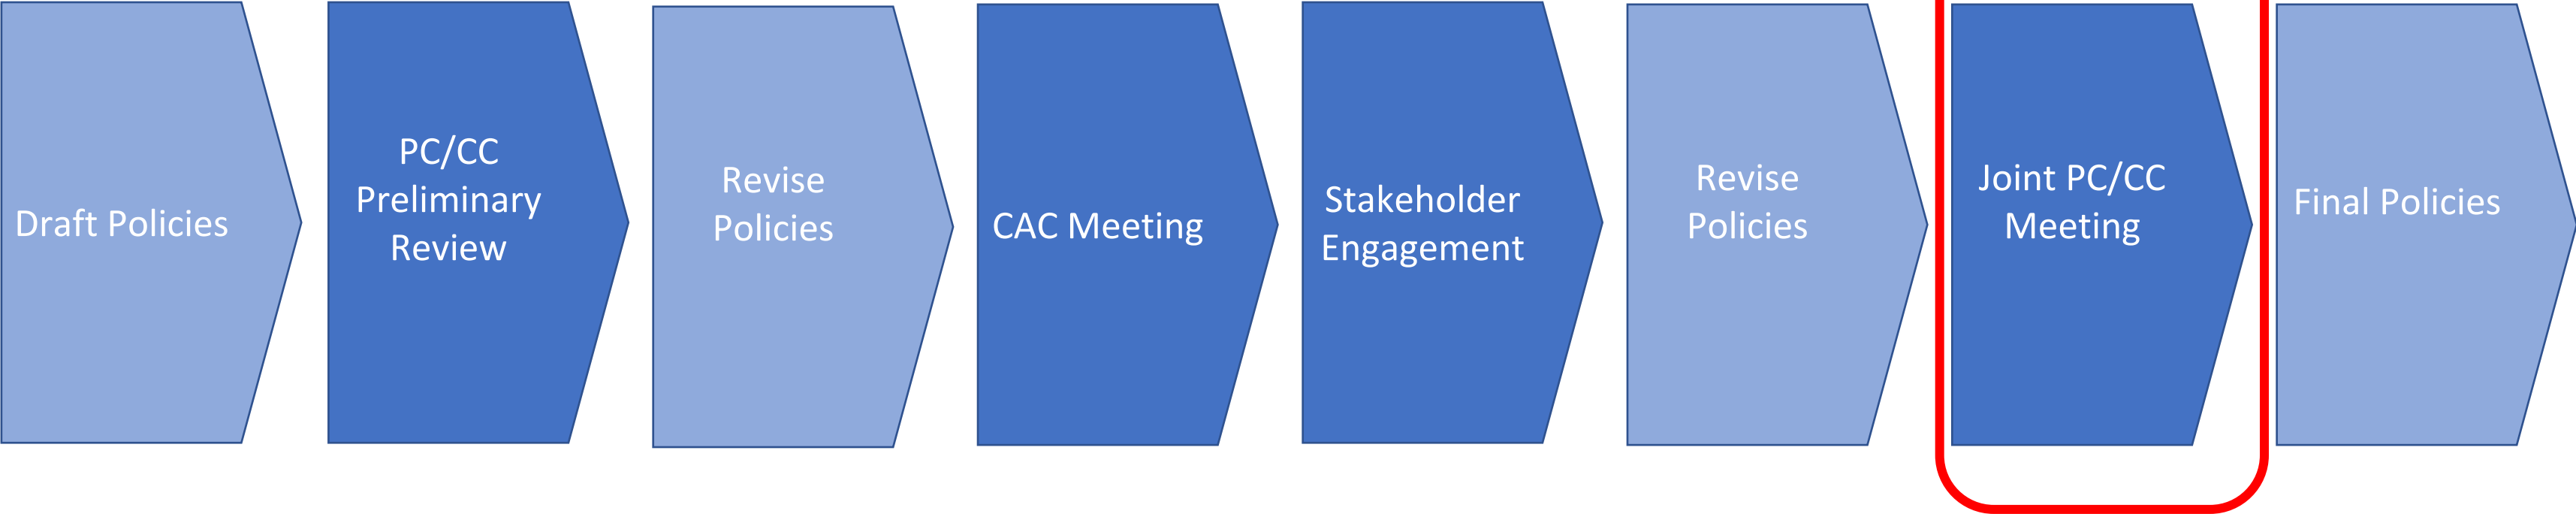 Draft Policies
PC/CC
Preliminary
Review
Revise
Policies
CAC Meeting
Stakeholder
Engagement
Revise
Policies
Joint PC/CC
Meeting
Final Policies